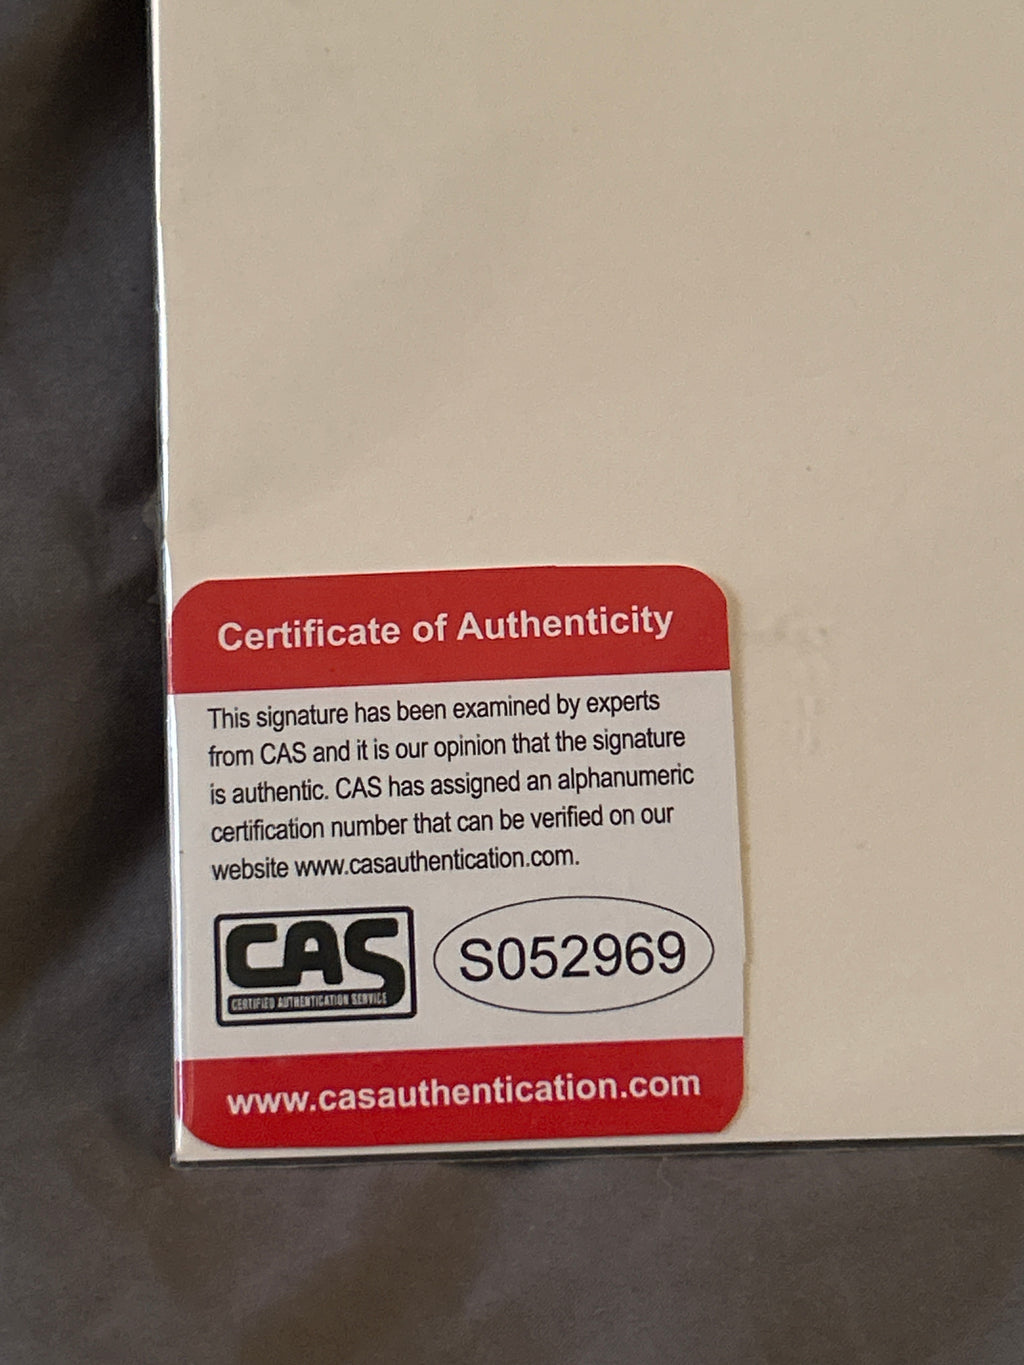 Certificate of Authenticity
This signature has been examined by experts
from CAS and it is our opinion that the signature
is authentic. CAS has assigned an alphanumeric
certification number that can be verified on our
website www.casauthentication.com.
CAS
CERTIFIED AUTHENTICATION SERVICE
S052969
www.casauthentication.com